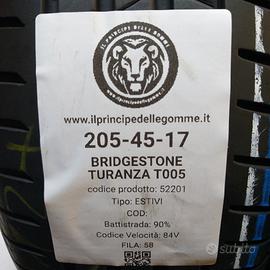 IL PRINCIPE DELLE GOMME
www.ilprincipedellegomme.it
205-45-17
BRIDGESTONE
TURANZA T005
codice prodotto: 52201
Tipo: ESTIVI
COD:
Battistrada: 90%
Codice Velocità: 84V
FILA: 58
subito